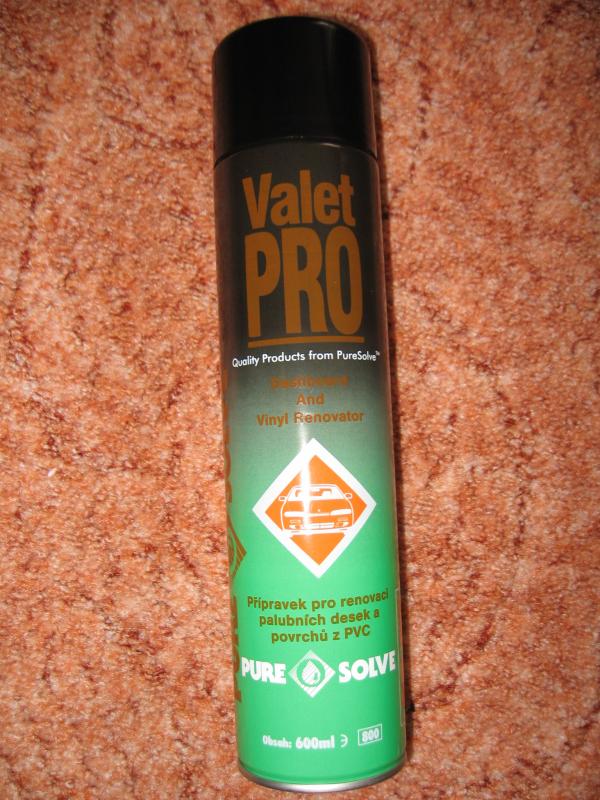 Valet
PRO
Quality Products from PureSolve™
Dashboard
And
Vinyl Renovator
Přípravek pro renovaci
palubních desek a
povrchů z PVC
PURE SOLVE
Obsah: 600ml ℮
800